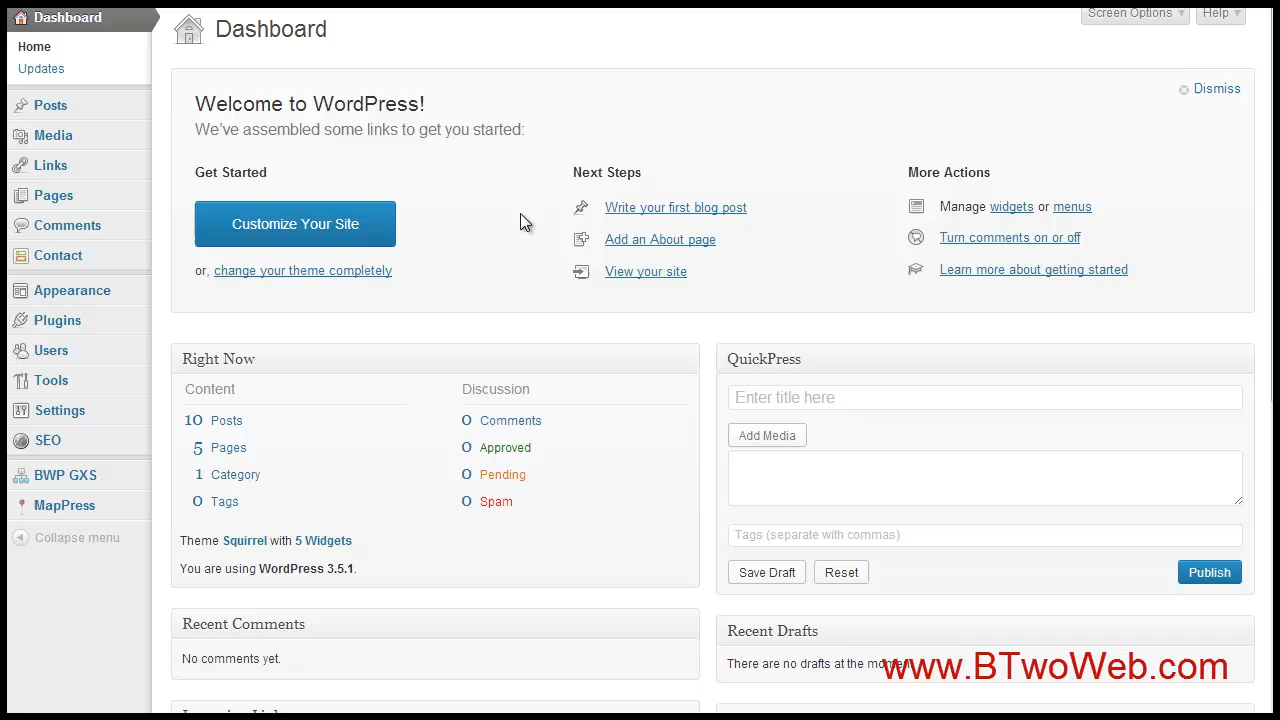 Dashboard
Home
Updates
Posts
Media
Links
Pages
Comments
Contact
Appearance
Plugins
Users
Tools
Settings
SEO
BWP GXS
MapPress
Collapse menu
Screen Options
Help
Dashboard
Dismiss
Welcome to WordPress!
We've assembled some links to get you started:
Get Started
Customize Your Site
or, change your theme completely
Next Steps
Write your first blog post
Add an About page
View your site
More Actions
Manage widgets or menus
Turn comments on or off
Learn more about getting started
Right Now
Content
10 Posts
5 Pages
1 Category
0 Tags
Discussion
0 Comments
0 Approved
0 Pending
0 Spam
Theme Squirrel with 5 Widgets
You are using WordPress 3.5.1.
Recent Comments
No comments yet.
QuickPress
Enter title here
Add Media
Tags (separate with commas)
Save Draft
Reset
Publish
Recent Drafts
There are no drafts at the moment
www.BTwoWeb.com